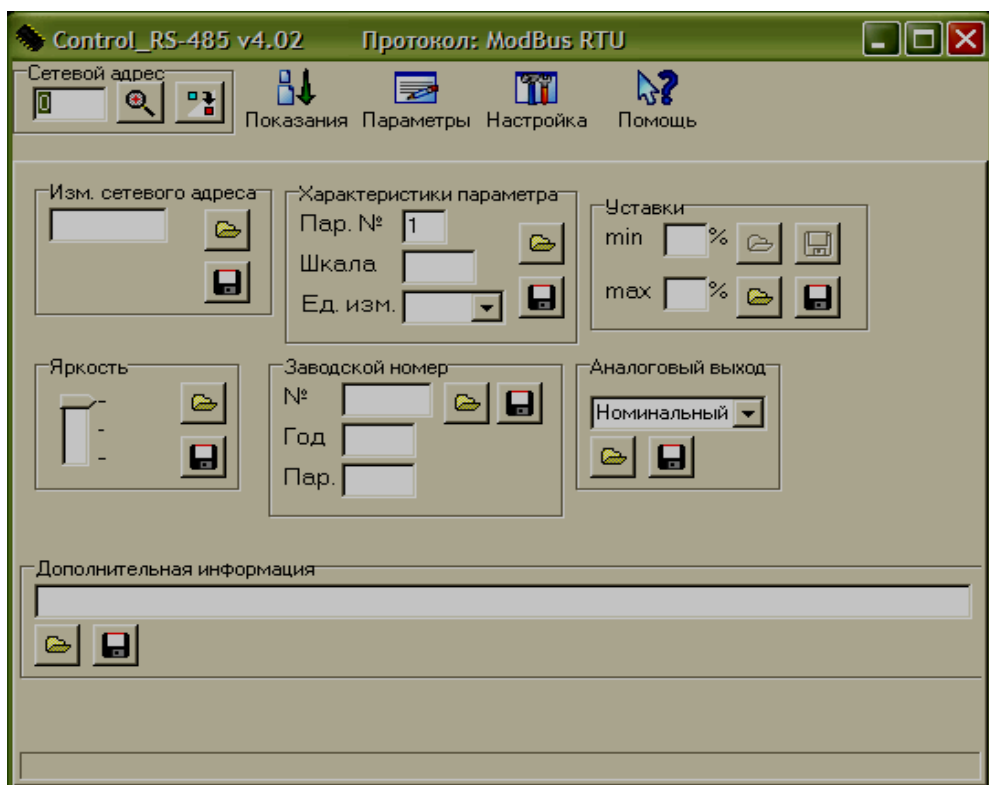 Control_RS-485 v4.02 Протокол: ModBus RTU
Сетевой адрес
0
Показания Параметры Настройка Помощь
Изм. сетевого адреса
Характеристики параметра
Пар. № 1
Шкала
Ед. изм.
Уставки
min %
max %
Яркость
Заводской номер
№
Год
Пар.
Аналоговый выход
Номинальный
Дополнительная информация